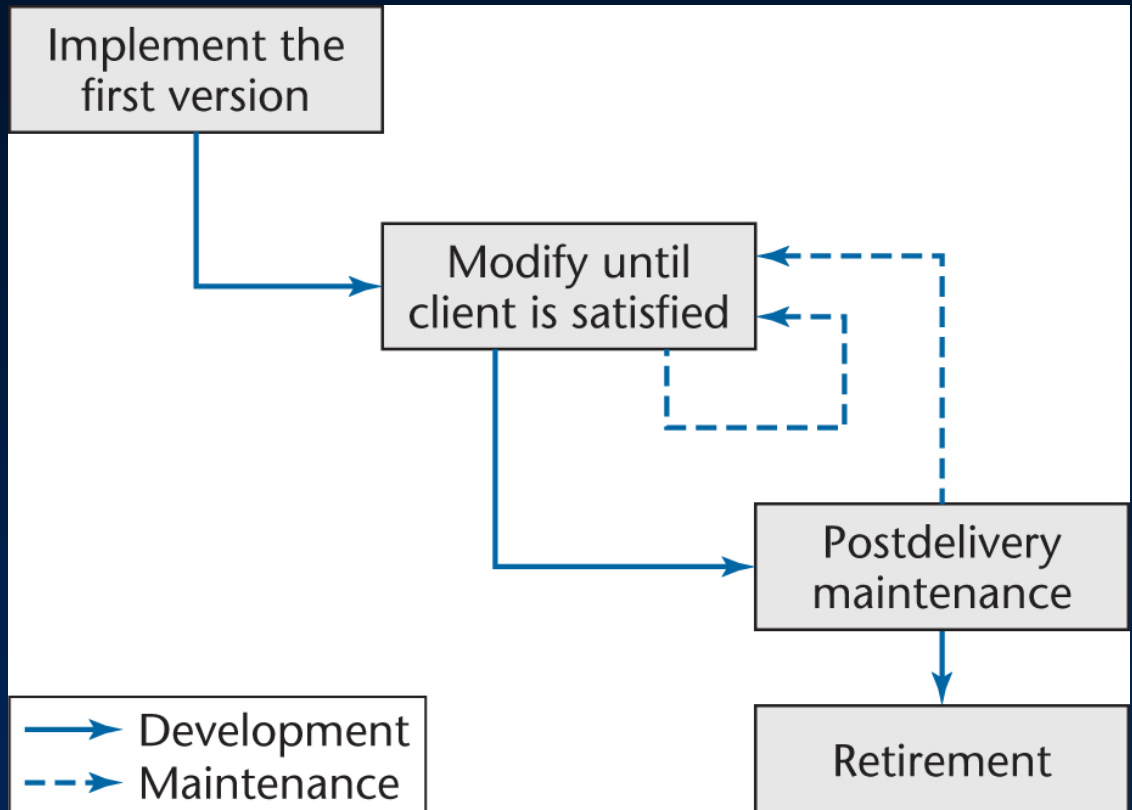 Implement the
first version
Modify until
client is satisfied
Postdelivery
maintenance
Retirement
Development
Maintenance